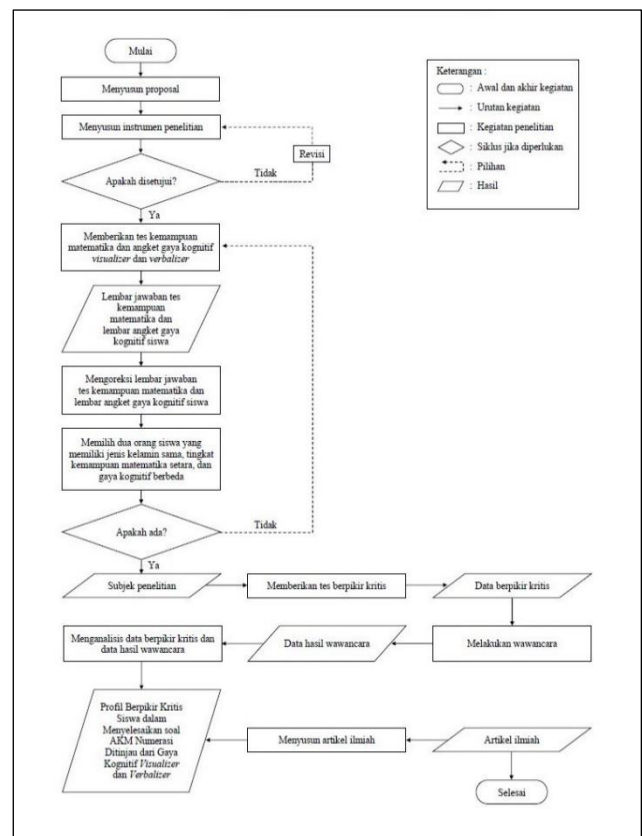 Mulai
Menyusun proposal
Menyusun instrumen penelitian
Revisi
Apakah disetujui?
Tidak
Ya
Memberikan tes kemampuan
matematika dan angket gaya kognitif
visualizer dan verbalizer
Lembar jawaban tes
kemampuan
matematika dan
lembar angket gaya
kognitif siswa
Mengoreksi lembar jawaban
tes kemampuan matematika dan
lembar angket gaya kognitif siswa
Memilih dua orang siswa yang
memiliki jenis kelamin sama, tingkat
kemampuan matematika setara, dan
gaya kognitif berbeda
Apakah ada?
Tidak
Ya
Subjek penelitian
Memberikan tes berpikir kritis
Data berpikir kritis
Menganalisis data berpikir kritis dan
data hasil wawancara
Data hasil wawancara
Melakukan wawancara
Profil Berpikir Kritis
Siswa dalam
Menyelesaikan soal
AKM Numerasi
Ditinjau dari Gaya
Kognitif Visualizer
dan Verbalizer
Menyusun artikel ilmiah
Artikel ilmiah
Selesai
Keterangan :
: Awal dan akhir kegiatan
: Urutan kegiatan
: Kegiatan penelitian
: Siklus jika diperlukan
: Pilihan
: Hasil